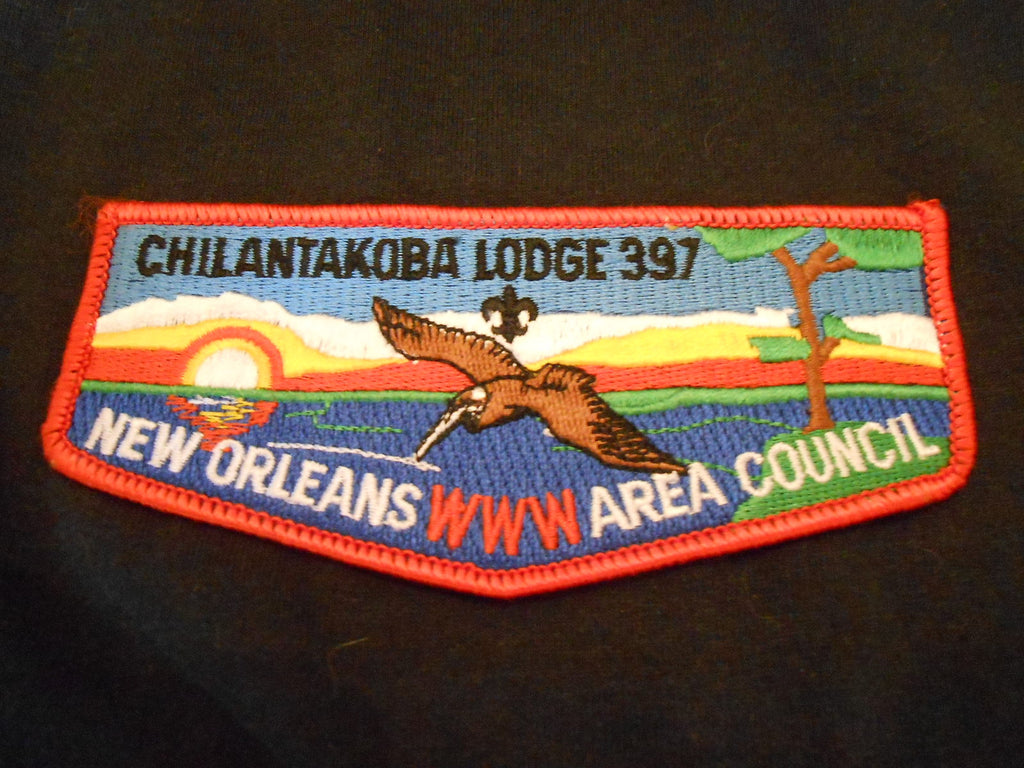 CHILANTAKOBA LODGE 397
NEW ORLEANS WWW AREA COUNCIL